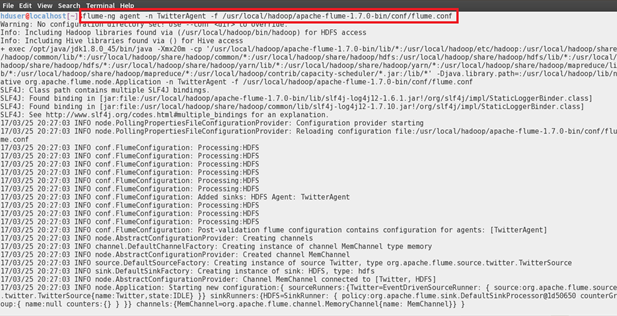 File Edit View Search Terminal Help
hduser@localhost[~] $flume-ng agent -n TwitterAgent -f /usr/local/hadoop/apache-flume-1.7.0-bin/conf/flume.conf
Warning: No configuration directory set! Use --conf <dir> to override.
Info: Including Hadoop libraries found via (/usr/local/hadoop/bin/hadoop) for HDFS access
Info: Including Hive libraries found via () for Hive access
+ exec /opt/java/jdk1.8.0_45/bin/java -Xmx20m -cp '/usr/local/hadoop/apache-flume-1.7.0-bin/lib/*:/usr/local/hadoop/etc/hadoop:/usr/local/hadoop/share
/hadoop/common/lib/*:/usr/local/hadoop/share/hadoop/common/*:/usr/local/hadoop/share/hadoop/hdfs:/usr/local/hadoop/share/hadoop/hdfs/lib/*:/usr/local/
hadoop/share/hadoop/hdfs/*:/usr/local/hadoop/share/hadoop/yarn/lib/*:/usr/local/hadoop/share/hadoop/yarn/*:/usr/local/hadoop/share/hadoop/mapreduce/li
b/*:/usr/local/hadoop/share/hadoop/mapreduce/*:/usr/local/hadoop/contrib/capacity-scheduler/*.jar:/lib/*' -Djava.library.path=:/usr/local/hadoop/lib/n
ative org.apache.flume.node.Application -n TwitterAgent -f /usr/local/hadoop/apache-flume-1.7.0-bin/conf/flume.conf
SLF4J: Class path contains multiple SLF4J bindings.
SLF4J: Found binding in [jar:file:/usr/local/hadoop/apache-flume-1.7.0-bin/lib/slf4j-log4j12-1.6.1.jar!/org/slf4j/impl/StaticLoggerBinder.class]
SLF4J: Found binding in [jar:file:/usr/local/hadoop/share/hadoop/common/lib/slf4j-log4j12-1.7.10.jar!/org/slf4j/impl/StaticLoggerBinder.class]
SLF4J: See http://www.slf4j.org/codes.html#multiple_bindings for an explanation.
17/03/25 20:27:03 INFO node.PollingPropertiesFileConfigurationProvider: Configuration provider starting
17/03/25 20:27:03 INFO node.PollingPropertiesFileConfigurationProvider: Reloading configuration file:/usr/local/hadoop/apache-flume-1.7.0-bin/conf/flu
me.conf
17/03/25 20:27:03 INFO conf.FlumeConfiguration: Processing:HDFS
17/03/25 20:27:03 INFO conf.FlumeConfiguration: Processing:HDFS
17/03/25 20:27:03 INFO conf.FlumeConfiguration: Processing:HDFS
17/03/25 20:27:03 INFO conf.FlumeConfiguration: Processing:HDFS
17/03/25 20:27:03 INFO conf.FlumeConfiguration: Processing:HDFS
17/03/25 20:27:03 INFO conf.FlumeConfiguration: Added sinks: HDFS Agent: TwitterAgent
17/03/25 20:27:03 INFO conf.FlumeConfiguration: Processing:HDFS
17/03/25 20:27:03 INFO conf.FlumeConfiguration: Processing:HDFS
17/03/25 20:27:03 INFO conf.FlumeConfiguration: Processing:HDFS
17/03/25 20:27:03 INFO conf.FlumeConfiguration: Post-validation flume configuration contains configuration for agents: [TwitterAgent]
17/03/25 20:27:03 INFO node.AbstractConfigurationProvider: Creating channels
17/03/25 20:27:03 INFO channel.DefaultChannelFactory: Creating instance of channel MemChannel type memory
17/03/25 20:27:03 INFO node.AbstractConfigurationProvider: Created channel MemChannel
17/03/25 20:27:03 INFO source.DefaultSourceFactory: Creating instance of source Twitter, type org.apache.flume.source.twitter.TwitterSource
17/03/25 20:27:03 INFO sink.DefaultSinkFactory: Creating instance of sink: HDFS, type: hdfs
17/03/25 20:27:03 INFO node.AbstractConfigurationProvider: Channel MemChannel connected to [Twitter, HDFS]
17/03/25 20:27:03 INFO node.Application: Starting new configuration:{ sourceRunners:{Twitter=EventDrivenSourceRunner: { source:org.apache.flume.source
.twitter.TwitterSource{name:Twitter,state:IDLE} }} sinkRunners:{HDFS=SinkRunner: { policy:org.apache.flume.sink.DefaultSinkProcessor@1d50650 counterGr
oup:{ name:null counters:{} } }} channels:{MemChannel=org.apache.flume.channel.MemoryChannel{name: MemChannel}} }